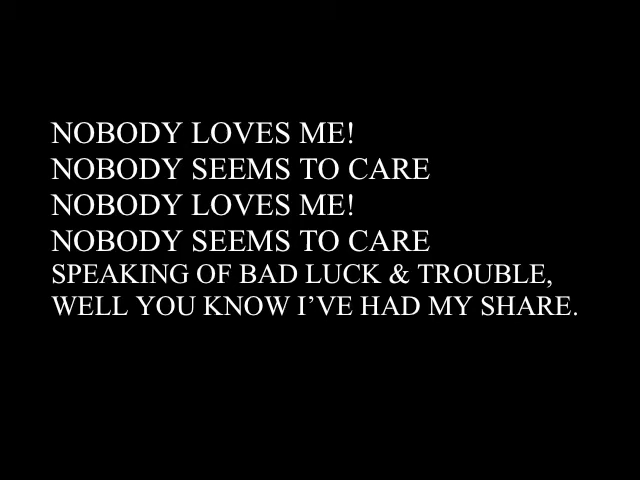 NOBODY LOVES ME!
NOBODY SEEMS TO CARE
NOBODY LOVES ME!
NOBODY SEEMS TO CARE
SPEAKING OF BAD LUCK & TROUBLE,
WELL YOU KNOW I’VE HAD MY SHARE.